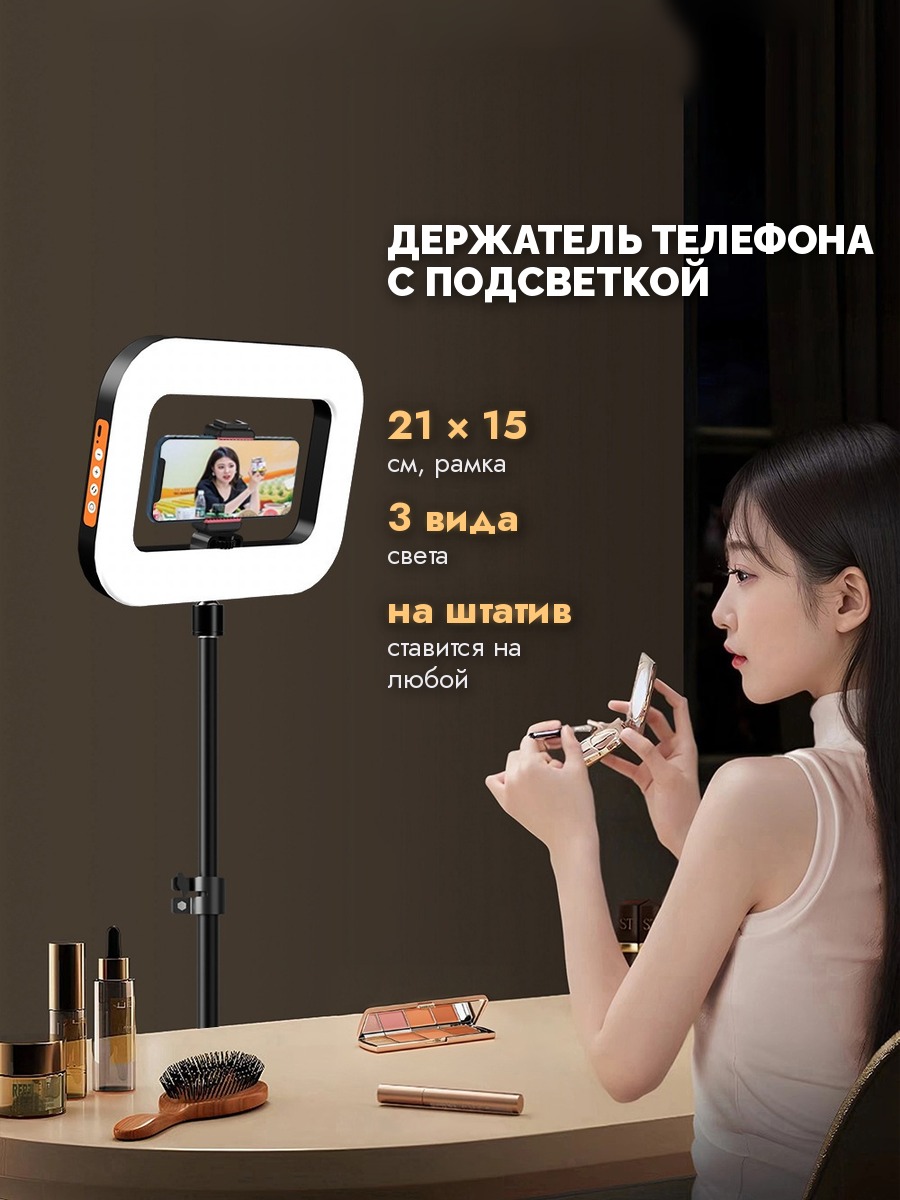 ДЕРЖАТЕЛЬ ТЕЛЕФОНА
С ПОДСВЕТКОЙ
21 × 15
см, рамка
3 вида
света
на штатив
ставится на
любой